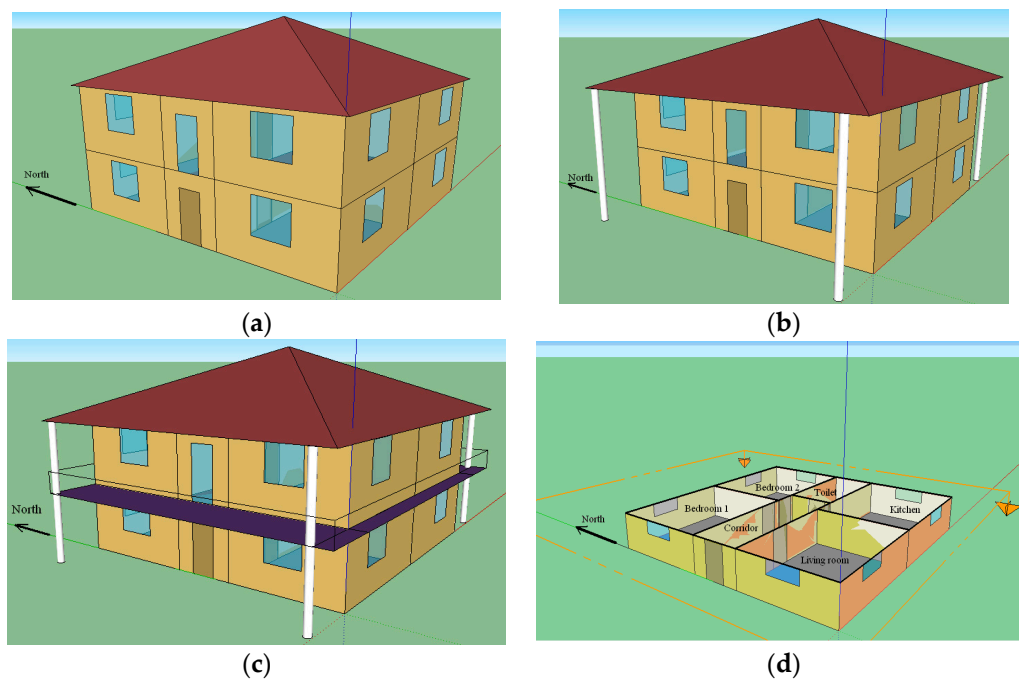 North
(a)
North
(b)
North
(c)
Bedroom 2
Toilet
Bedroom 1
Kitchen
Corridor
North
Living room
(d)